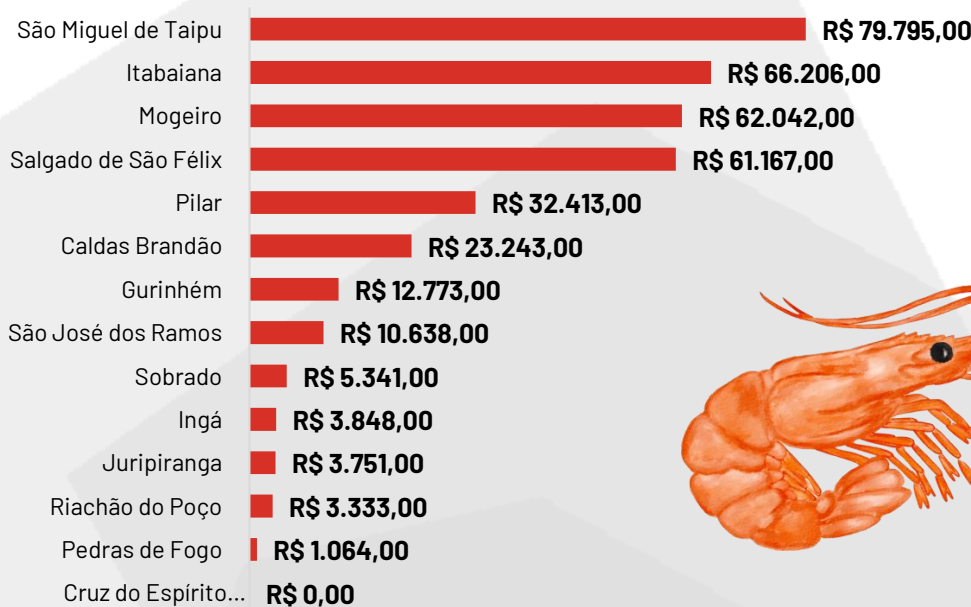 São Miguel de Taipu R$ 79.795,00
Itabaiana R$ 66.206,00
Mogeiro R$ 62.042,00
Salgado de São Félix R$ 61.167,00
Pilar R$ 32.413,00
Caldas Brandão R$ 23.243,00
Gurinhém R$ 12.773,00
São José dos Ramos R$ 10.638,00
Sobrado R$ 5.341,00
Ingá R$ 3.848,00
Juripiranga R$ 3.751,00
Riachão do Poço R$ 3.333,00
Pedras de Fogo R$ 1.064,00
Cruz do Espírito... R$ 0,00